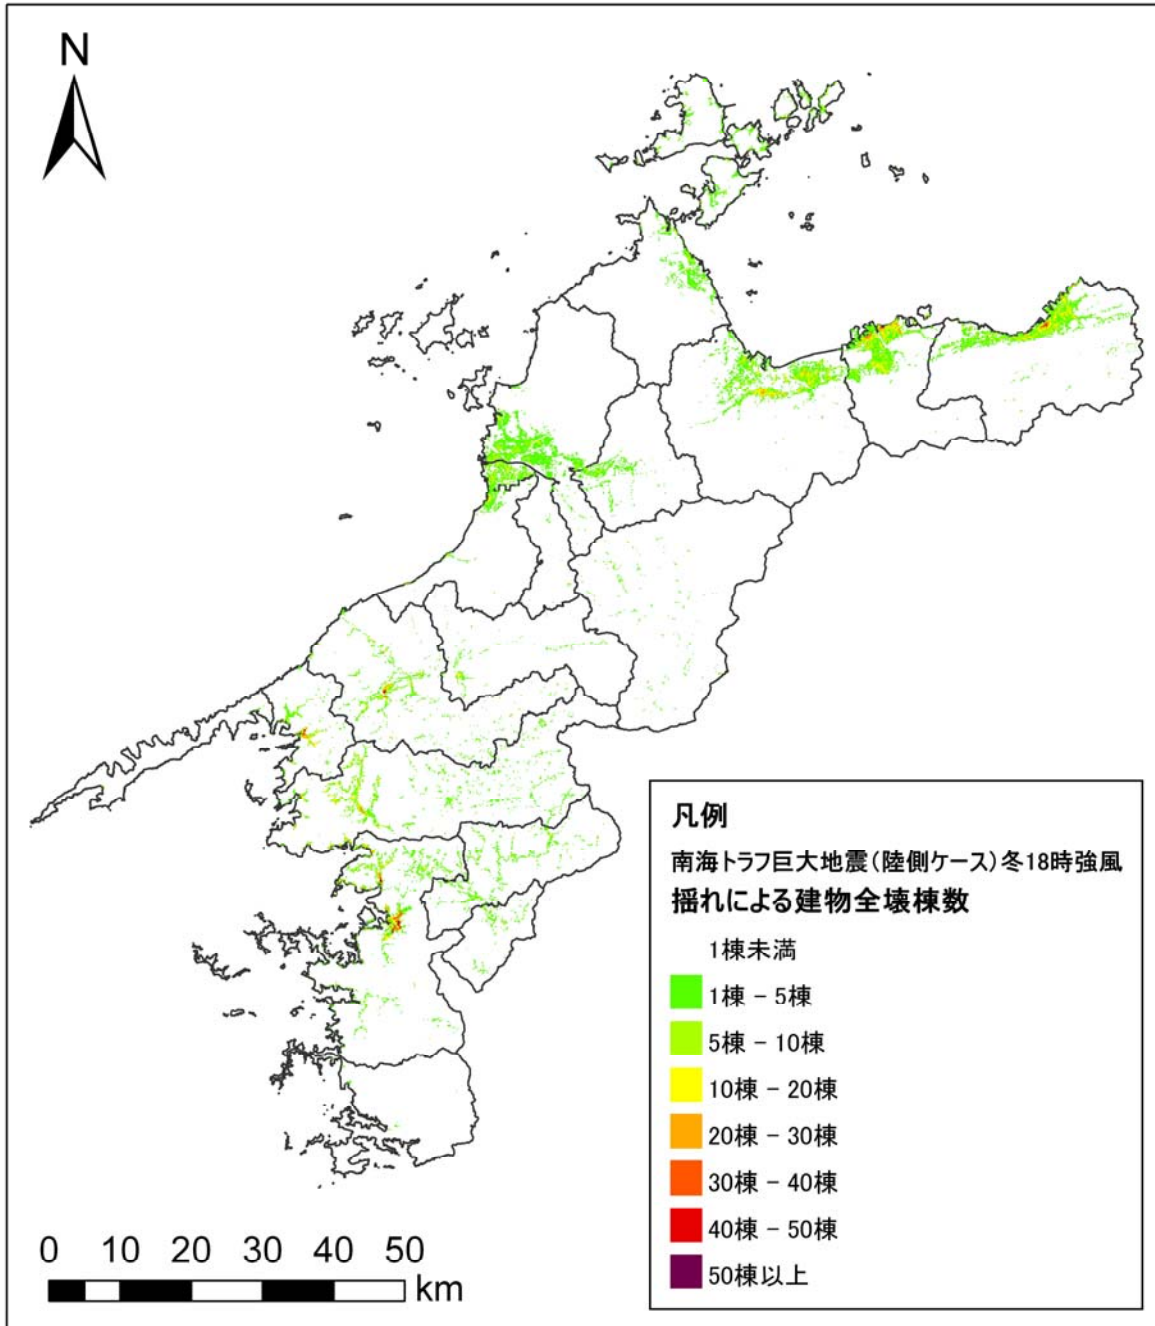 N
凡例
南海トラフ巨大地震(陸側ケース)冬18時強風
揺れによる建物全壊棟数
1棟未満
1棟 − 5棟
5棟 − 10棟
10棟 − 20棟
20棟 − 30棟
30棟 − 40棟
40棟 − 50棟
50棟以上
0 10 20 30 40 50
km